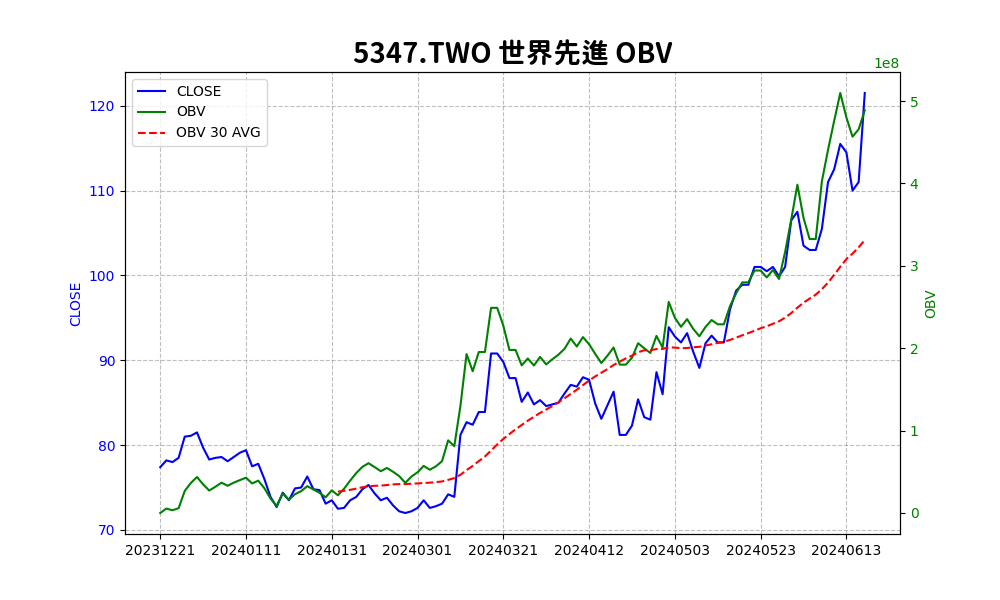 5347.TWO 世界先進 OBV
1e8
CLOSE
OBV
OBV 30 AVG
120
110
100
90
80
70
CLOSE
5
4
3
2
1
0
OBV
20231221 20240111 20240131 20240301 20240321 20240412 20240503 20240523 20240613